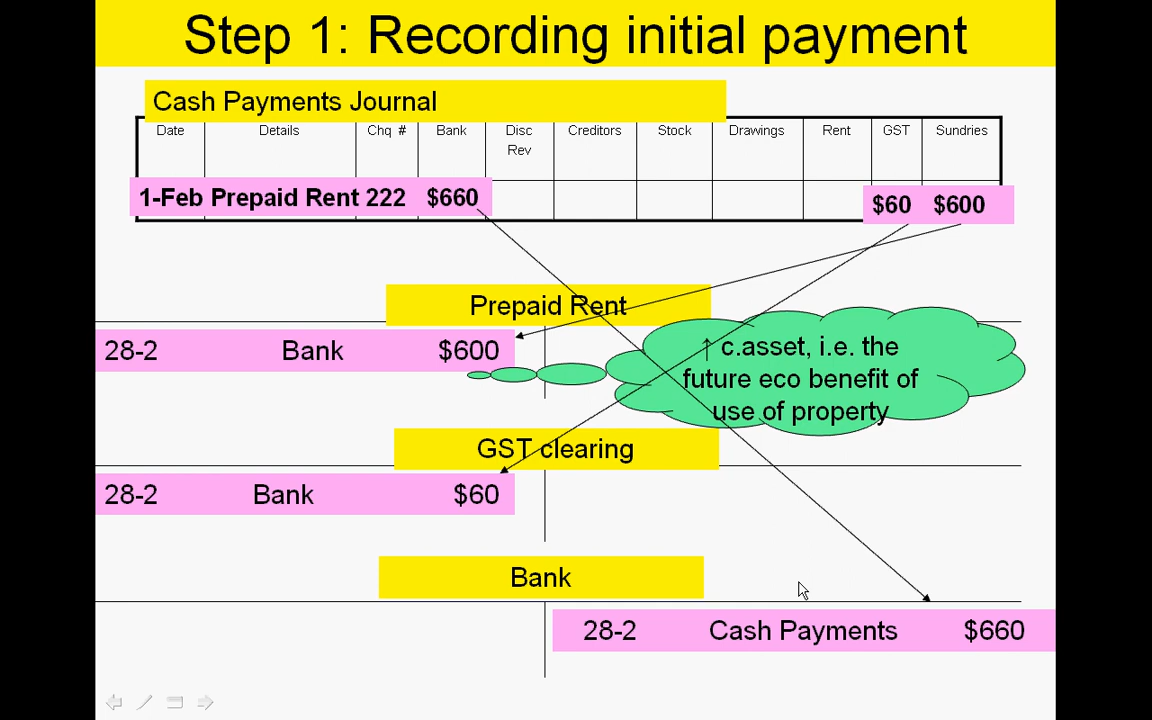 Step 1: Recording initial payment
Cash Payments Journal
Date Details Chq # Bank Disc Rev Creditors Stock Drawings Rent GST Sundries
1-Feb Prepaid Rent 222 $660 $60 $600
Prepaid Rent
28-2 Bank $600
↑ c.asset, i.e. the
future eco benefit of
use of property
GST clearing
28-2 Bank $60
Bank
28-2 Cash Payments $660